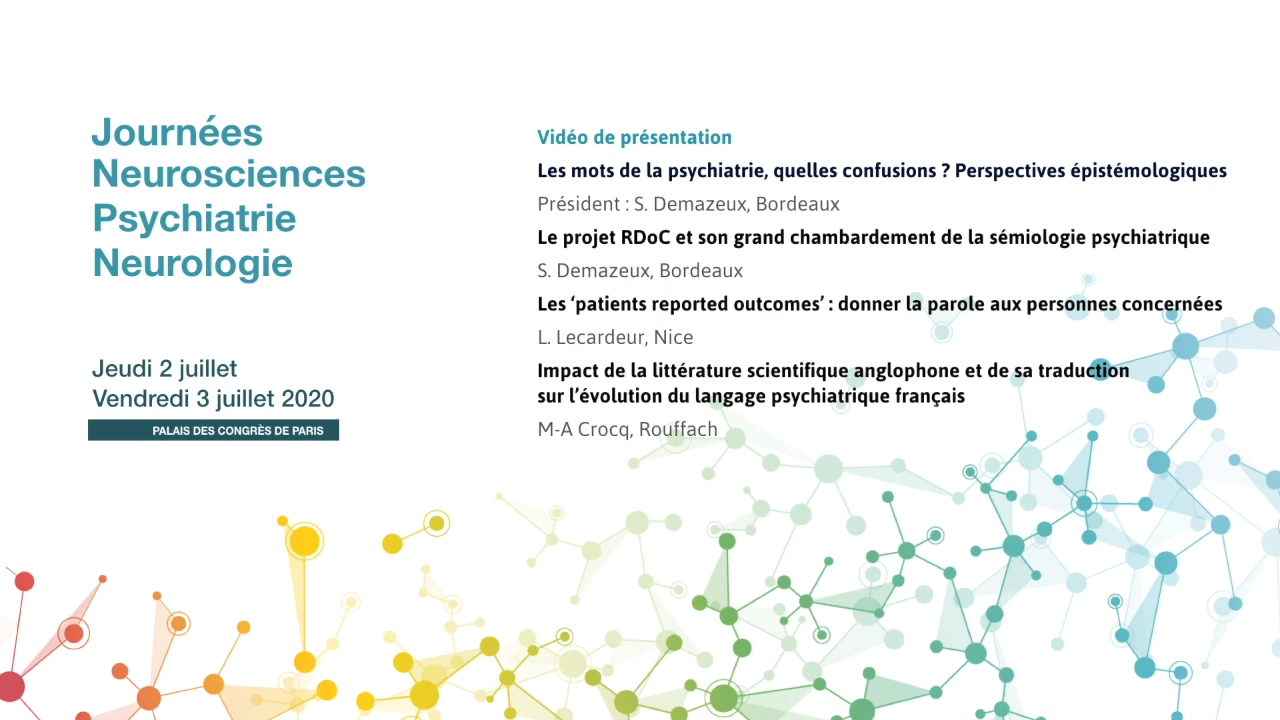 Journées
Neurosciences
Psychiatrie
Neurologie
Jeudi 2 juillet
Vendredi 3 juillet 2020
PALAIS DES CONGRÈS DE PARIS
Vidéo de présentation
Les mots de la psychiatrie, quelles confusions ? Perspectives épistémologiques
Président : S. Demazeux, Bordeaux
Le projet RDoC et son grand chambardement de la sémiologie psychiatrique
S. Demazeux, Bordeaux
Les ‘patients reported outcomes’ : donner la parole aux personnes concernées
L. Lecardeur, Nice
Impact de la littérature scientifique anglophone et de sa traduction
sur l’évolution du langage psychiatrique français
M-A Crocq, Rouffach